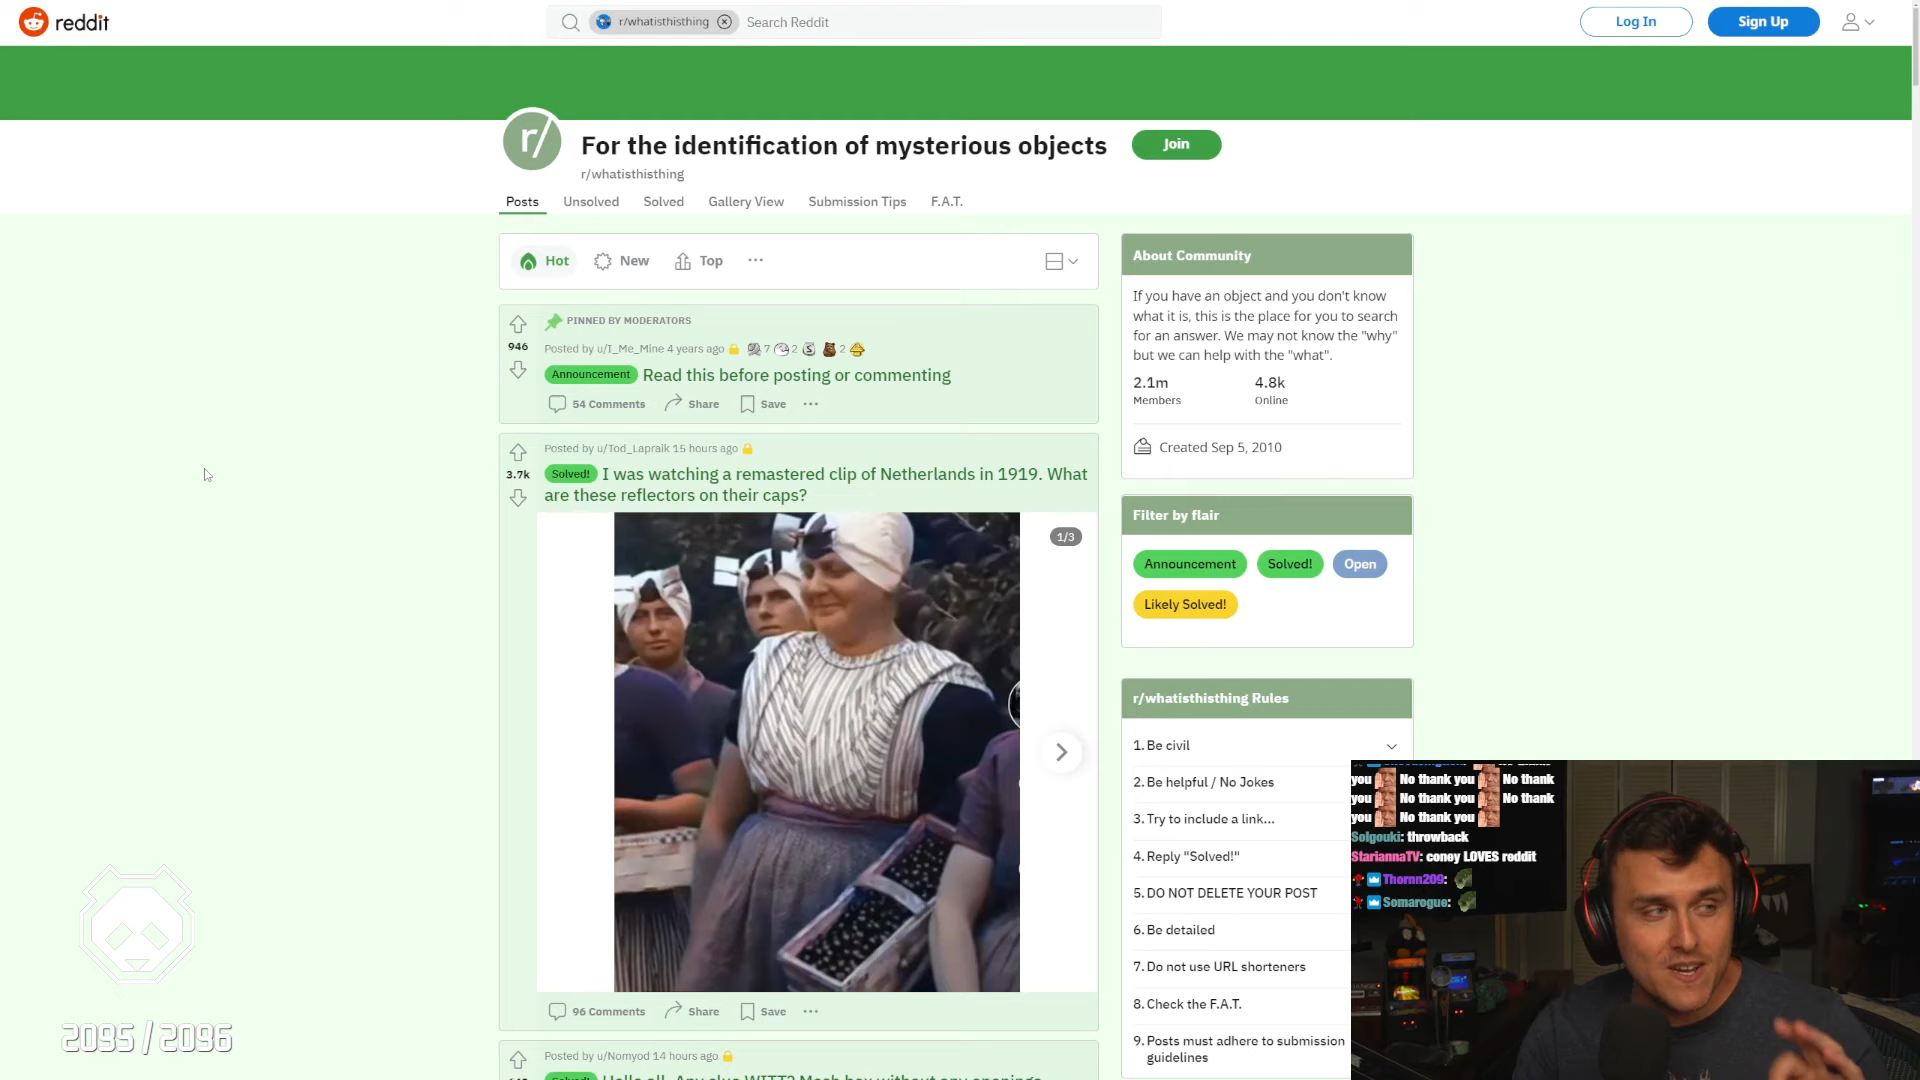 reddit
r/whatisthisthing
Search Reddit
Log In
Sign Up
r/
For the identification of mysterious objects
Join
r/whatisthisthing
Posts
Unsolved
Solved
Gallery View
Submission Tips
F.A.T.
Hot
New
Top
PINNED BY MODERATORS
946
Posted by u/I_Me_Mine 4 years ago
7
2
2
Announcement
Read this before posting or commenting
54 Comments
Share
Save
Posted by u/Tod_Lapraik 15 hours ago
3.7k
Solved!
I was watching a remastered clip of Netherlands in 1919. What
are these reflectors on their caps?
1/3
96 Comments
Share
Save
Posted by u/Nomyod 14 hours ago
About Community
If you have an object and you don't know
what it is, this is the place for you to search
for an answer. We may not know the "why"
but we can help with the "what".
2.1m
Members
4.8k
Online
Created Sep 5, 2010
Filter by flair
Announcement
Solved!
Open
Likely Solved!
r/whatisthisthing Rules
1. Be civil
2. Be helpful / No Jokes
3. Try to include a link...
4. Reply "Solved!"
5. DO NOT DELETE YOUR POST
6. Be detailed
7. Do not use URL shorteners
8. Check the F.A.T.
9. Posts must adhere to submission
guidelines
you No thank you No thank
you No thank you No thank
you No thank you
Solgouki: throwback
StariannaTV: coney LOVES reddit
Thornn209:
Somarogue:
2095 / 2096